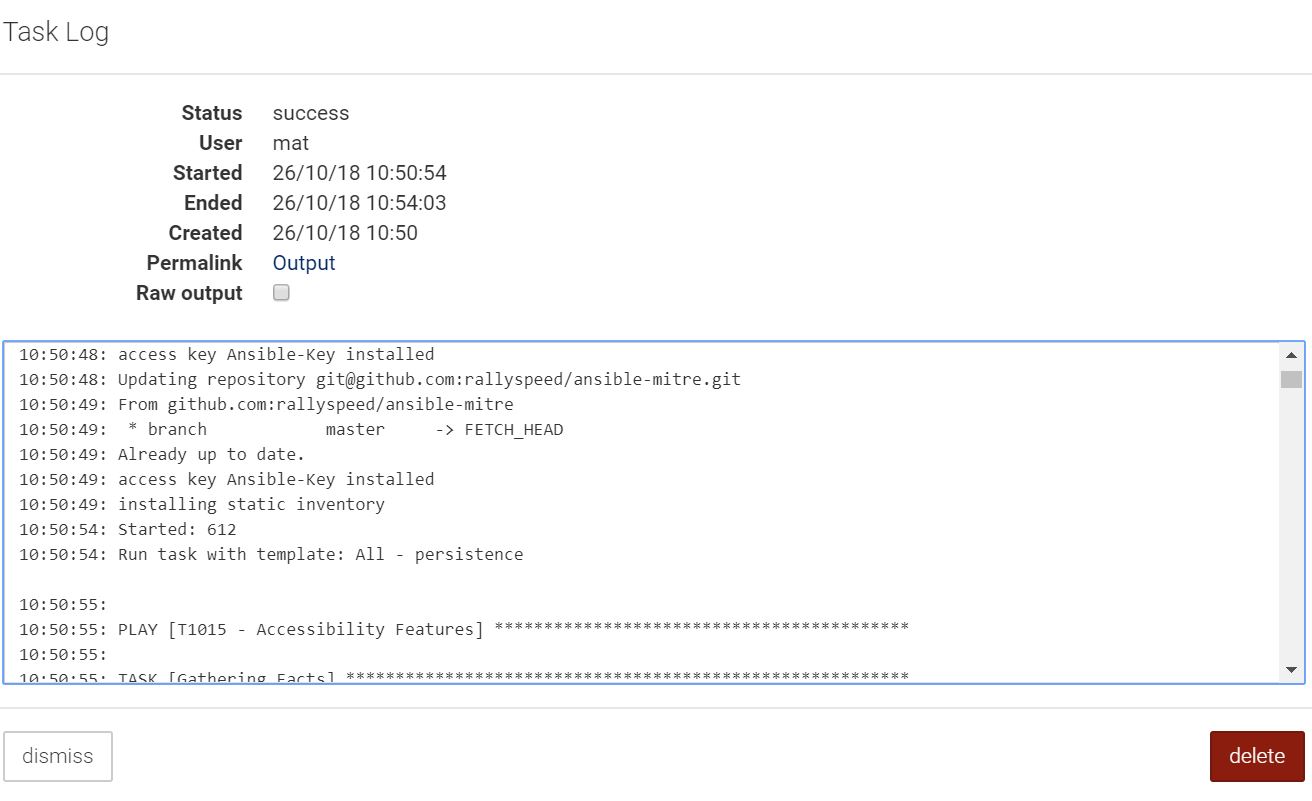 Task Log
Status success
User mat
Started 26/10/18 10:50:54
Ended 26/10/18 10:54:03
Created 26/10/18 10:50
Permalink Output
Raw output
10:50:48: access key Ansible-Key installed
10:50:48: Updating repository git@github.com:rallyspeed/ansible-mitre.git
10:50:49: From github.com:rallyspeed/ansible-mitre
10:50:49:  * branch            master     -> FETCH_HEAD
10:50:49: Already up to date.
10:50:49: access key Ansible-Key installed
10:50:49: installing static inventory
10:50:54: Started: 612
10:50:54: Run task with template: All - persistence
10:50:55:
10:50:55: PLAY [T1015 - Accessibility Features] ******************************************
10:50:55:
10:50:55: TASK [Gathering Facts] *********************************************************
dismiss
delete